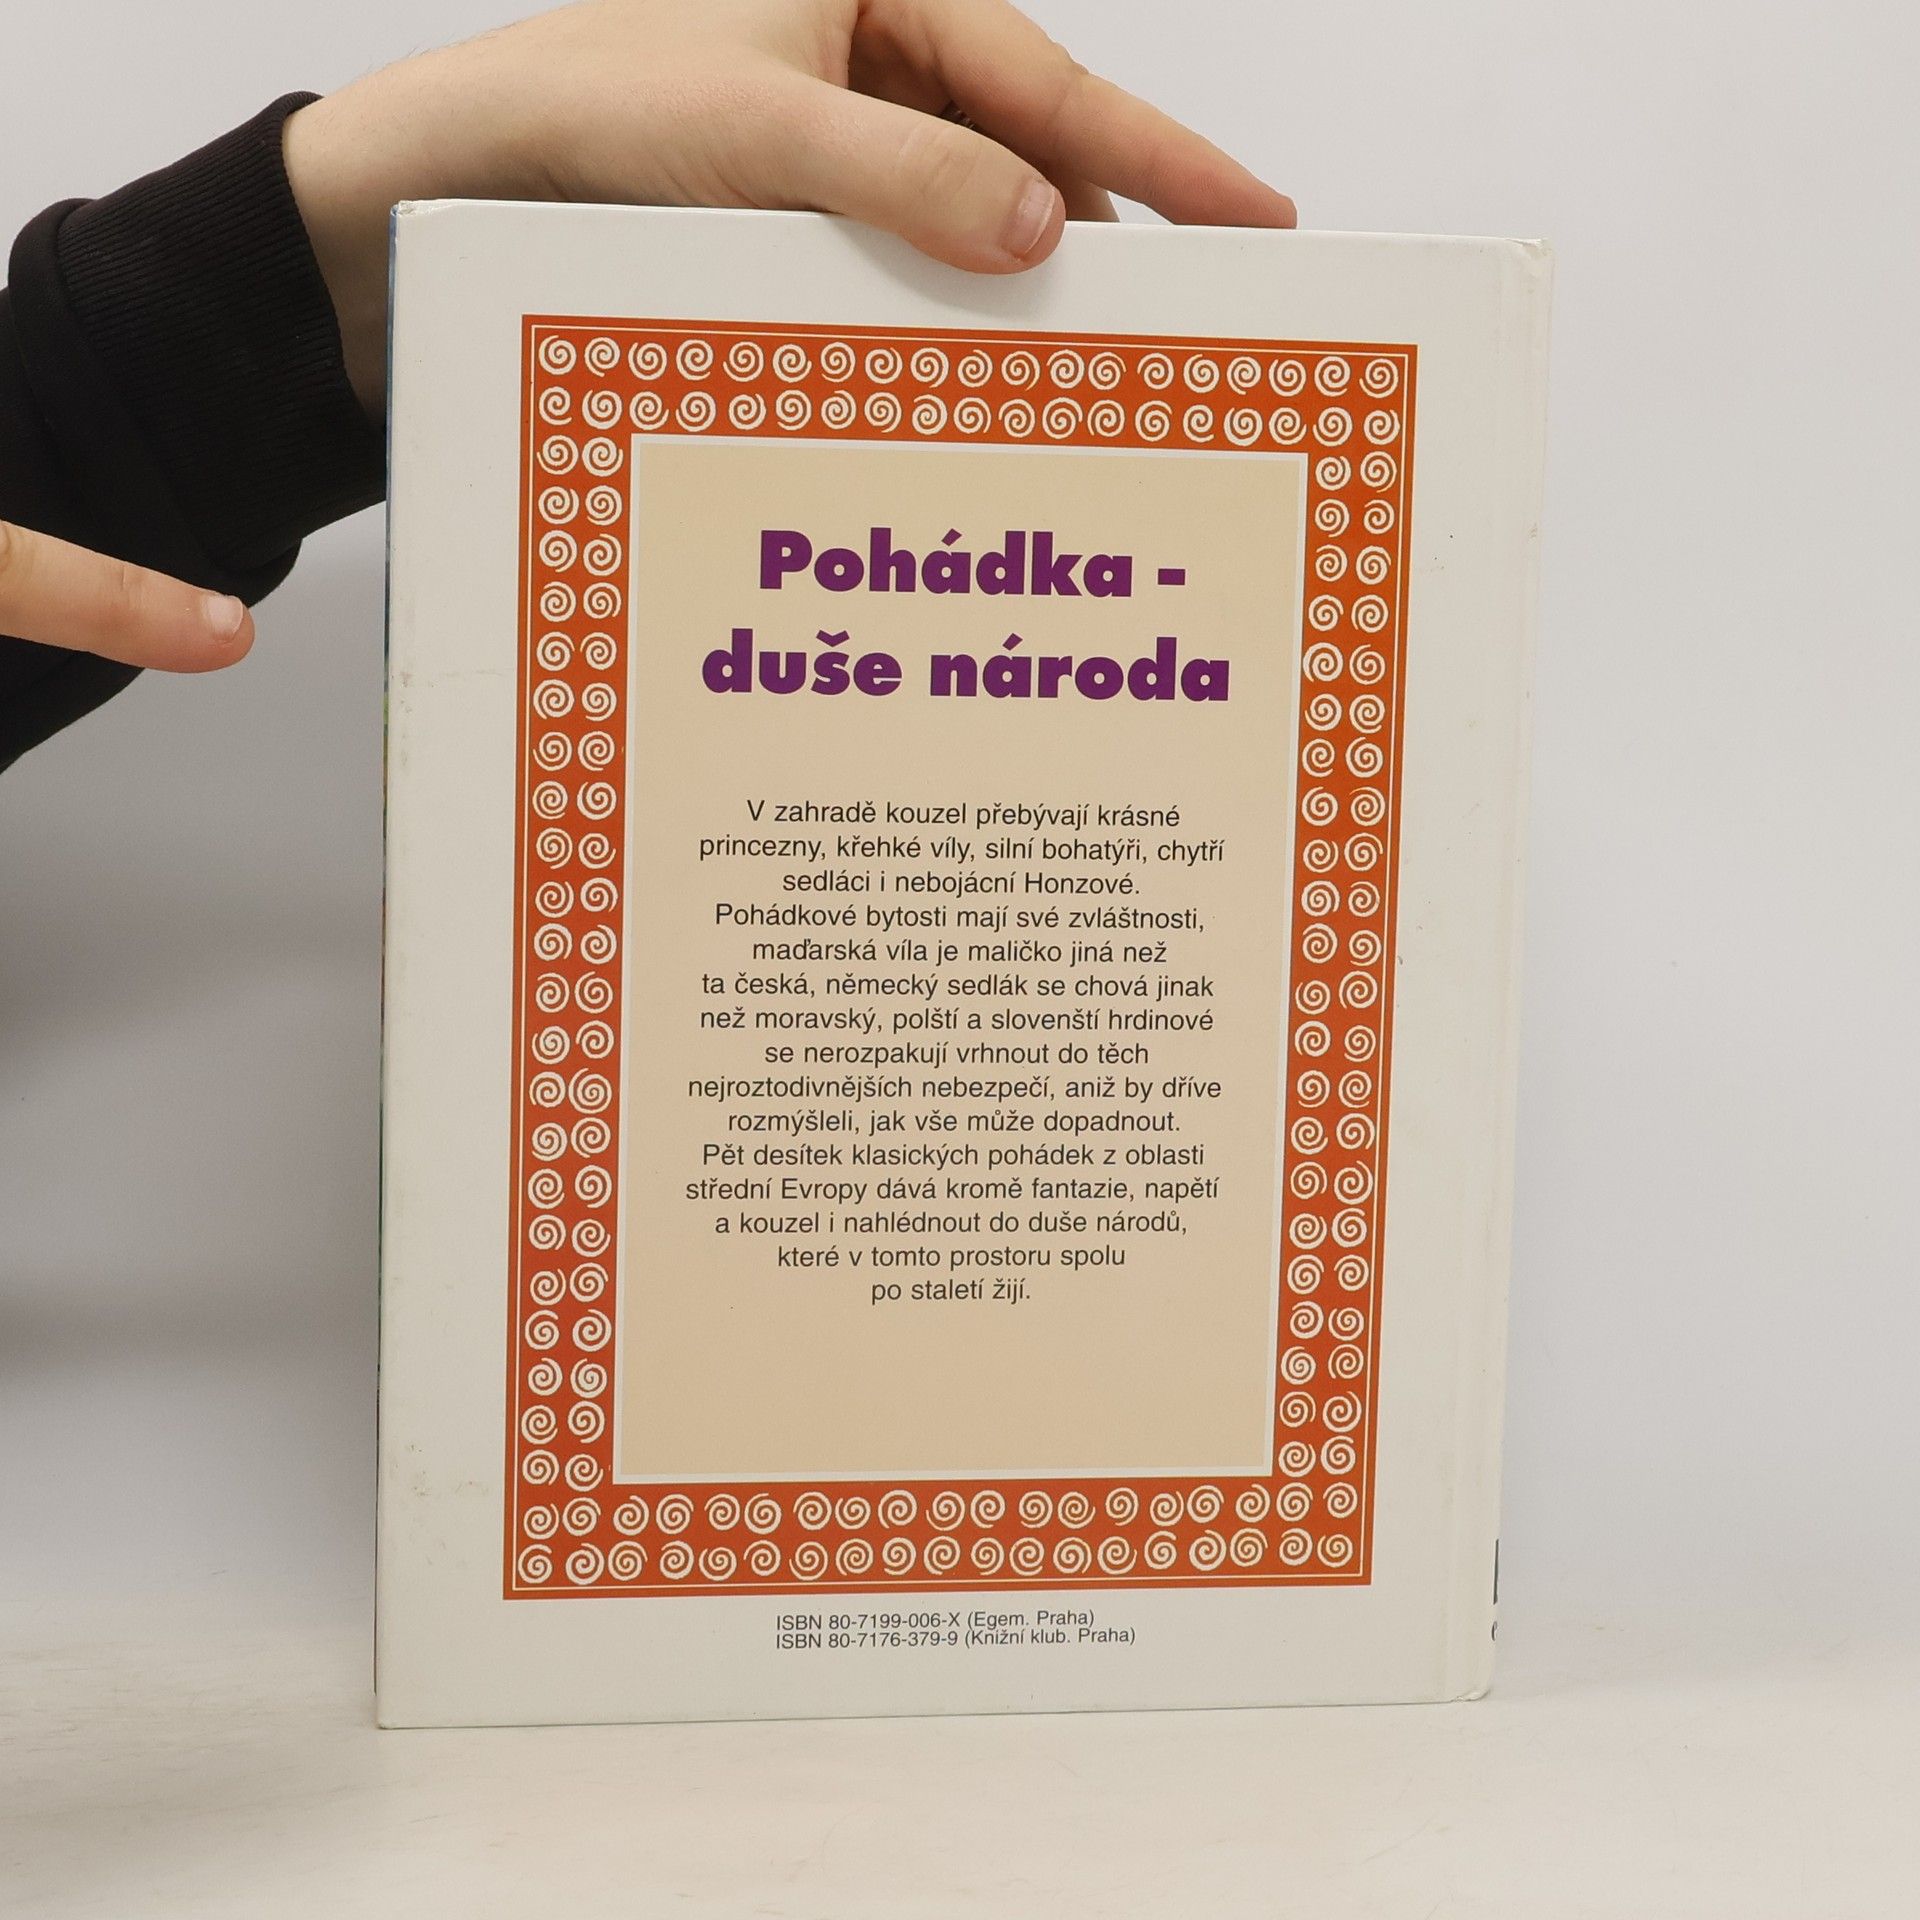 Pohádka -
duše národa
V zahradě kouzel přebývají krásné
princezny, křehké víly, silní bohatýři, chytří
sedláci i nebojácní Honzové.
Pohádkové bytosti mají své zvláštnosti,
maďarská víla je maličko jiná než
ta česká, německý sedlák se chová jinak
než moravský, polští a slovenští hrdinové
se nerozpakují vrhnout do těch
nejroztodivnějších nebezpečí, aniž by dříve
rozmýšleli, jak vše může dopadnout.
Pět desítek klasických pohádek z oblasti
střední Evropy dává kromě fantazie, napětí
a kouzel i nahlédnout do duše národů,
které v tomto prostoru spolu
po staletí žijí.
ISBN 80-7199-006-X (Egem. Praha)
ISBN 80-7176-379-9 (Knižní klub. Praha)